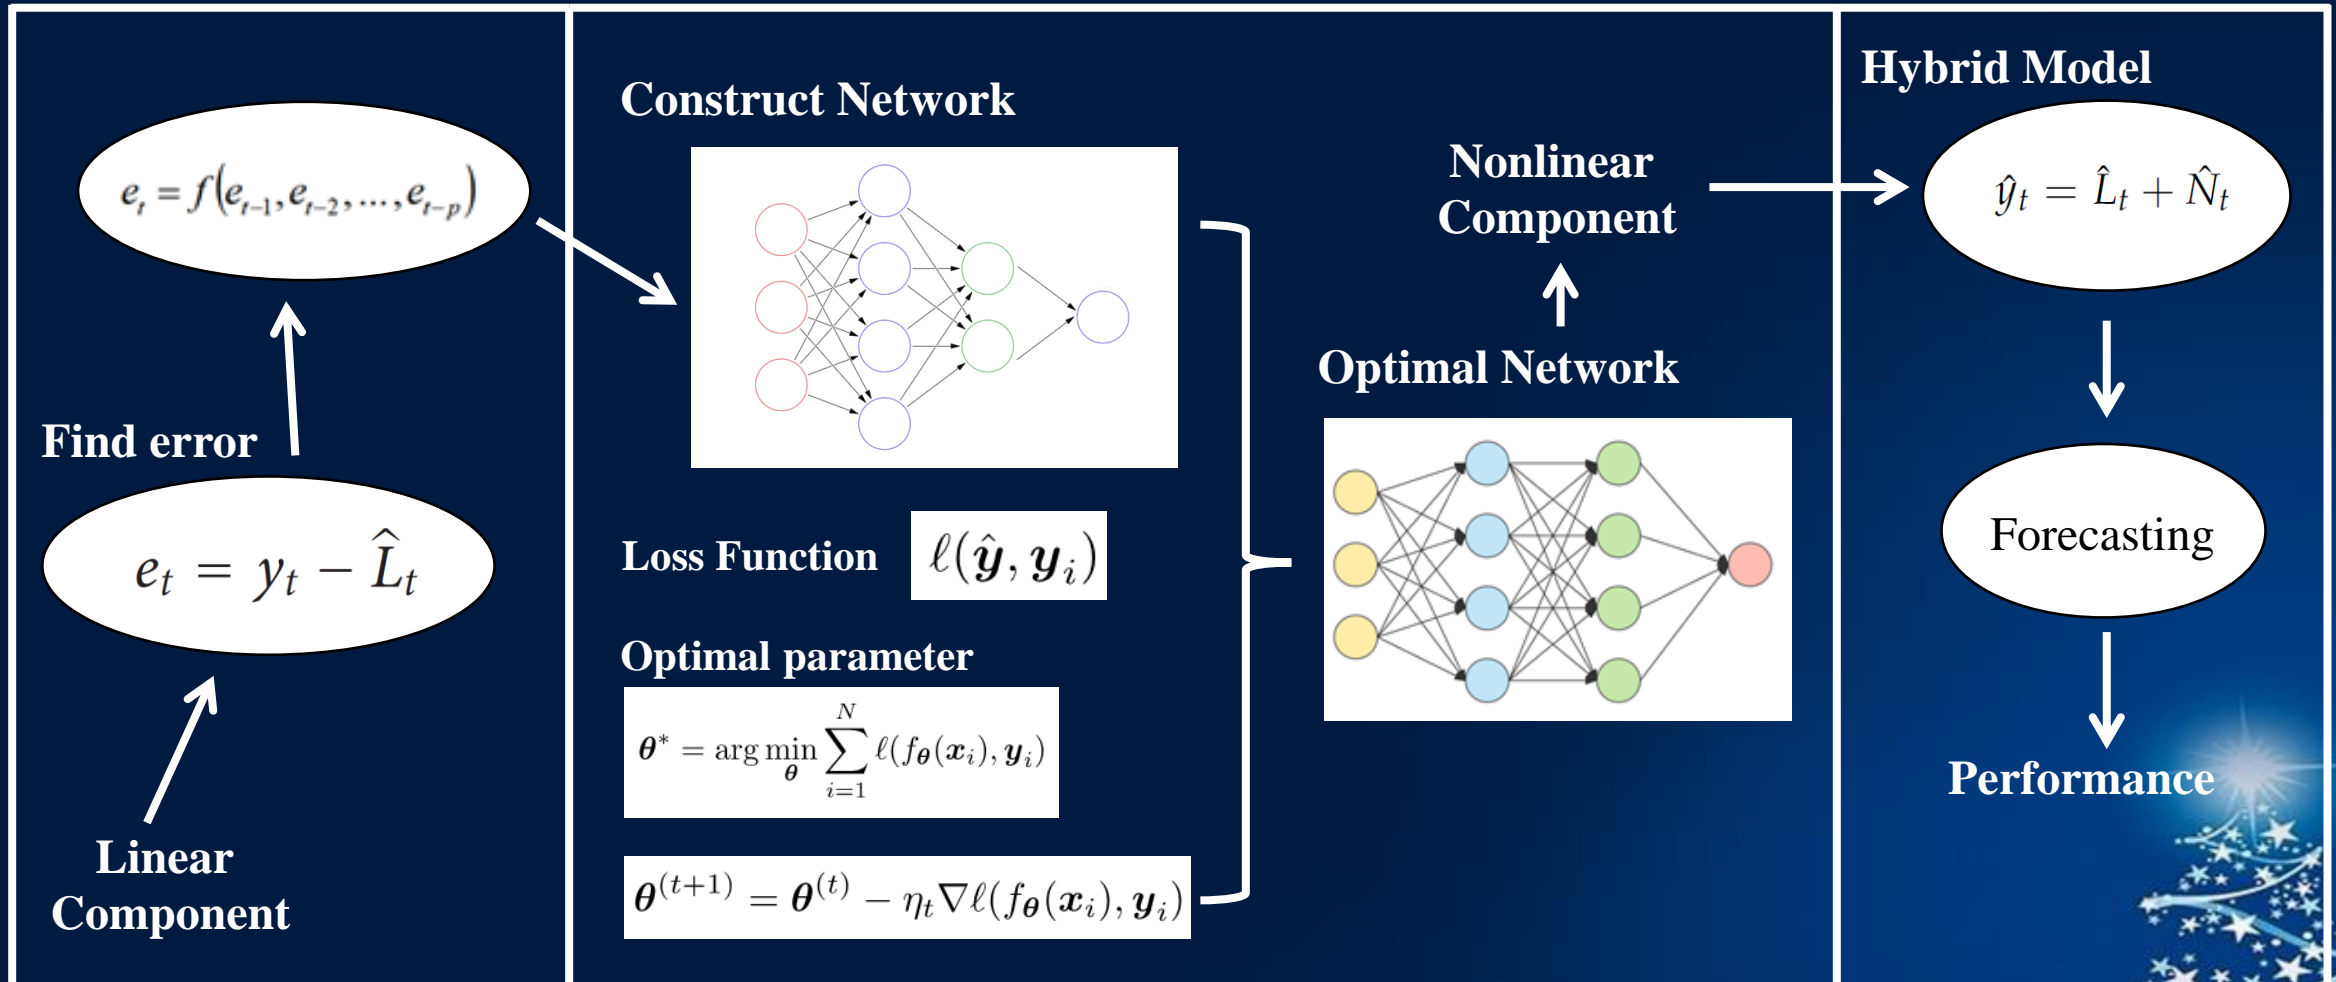 e_t = f(e_{t-1}, e_{t-2}, ..., e_{t-p})
Find error
e_t = y_t − L̂_t
Linear
Component
Construct Network
Loss Function
ℓ(ŷ, y_i)
Optimal parameter
θ* = arg min_θ ∑_{i=1}^{N} ℓ(f_θ(x_i), y_i)
θ^{(t+1)} = θ^{(t)} − η_t∇ℓ(f_θ(x_i), y_i)
Nonlinear
Component
Optimal Network
Hybrid Model
ŷ_t = L̂_t + N̂_t
Forecasting
Performance